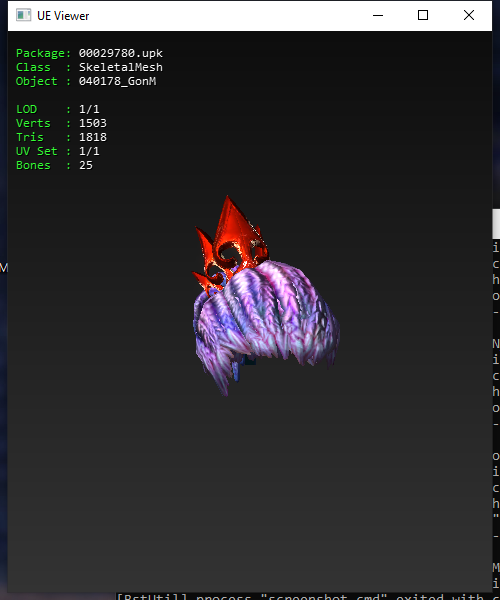 UE Viewer
Package: 00029780.upk
Class : SkeletalMesh
Object : 040178_GonM
LOD : 1/1
Verts : 1503
Tris : 1818
UV Set : 1/1
Bones : 25
M
i
c
h
o
-
N
i
c
h
o
-
o
i
c
h
"
-
M
i